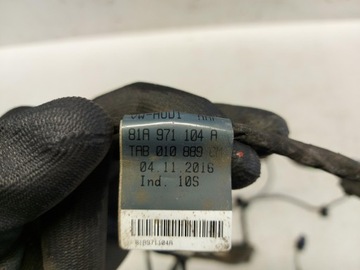 VW-AUDI
81A 971 104 A
TAB 010 889
04.11.2016
Ind. 10S
81A971104A